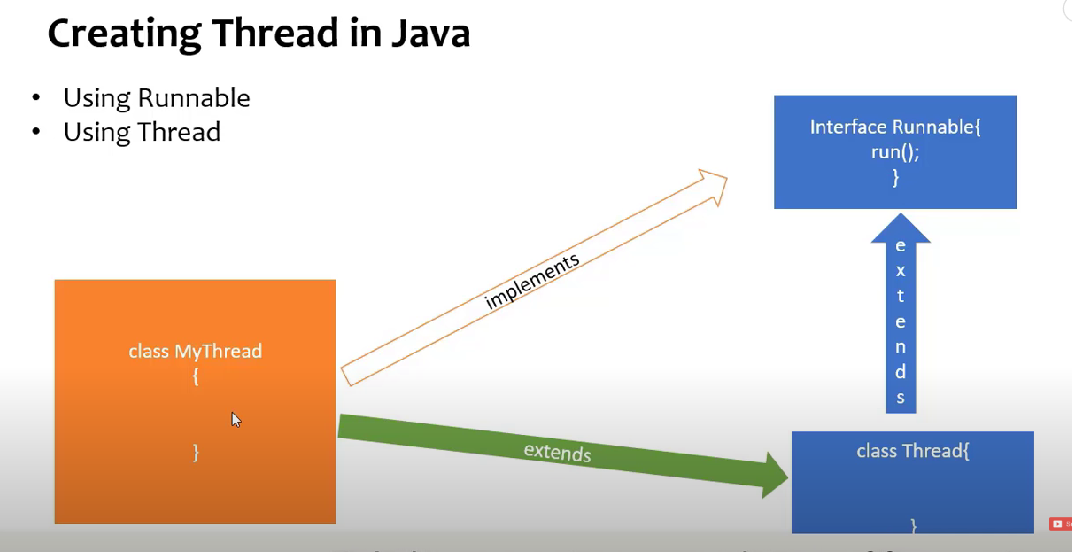 Creating Thread in Java
• Using Runnable
• Using Thread
Interface Runnable{
run();
}
implements
extends
class MyThread
{
}
extends
class Thread{
}